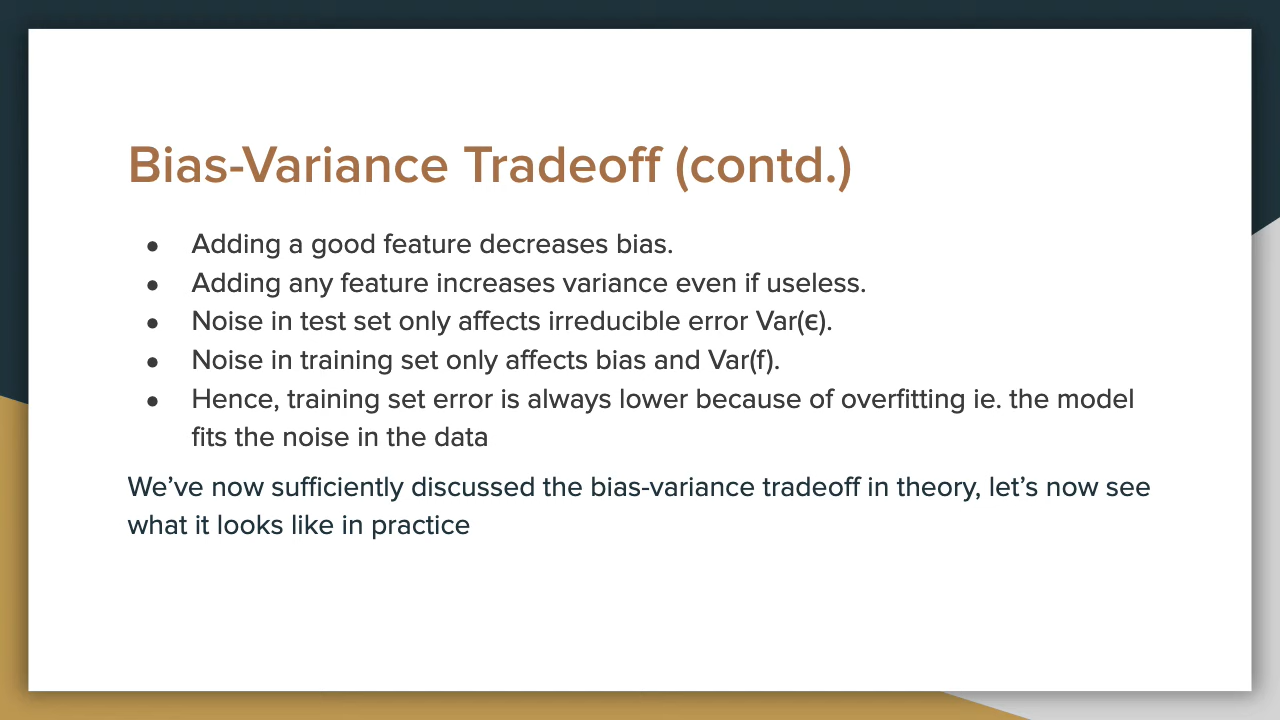 Bias-Variance Tradeoff (contd.)
● Adding a good feature decreases bias.
● Adding any feature increases variance even if useless.
● Noise in test set only affects irreducible error Var(ϵ).
● Noise in training set only affects bias and Var(f).
● Hence, training set error is always lower because of overfitting ie. the model
fits the noise in the data
We’ve now sufficiently discussed the bias-variance tradeoff in theory, let’s now see
what it looks like in practice